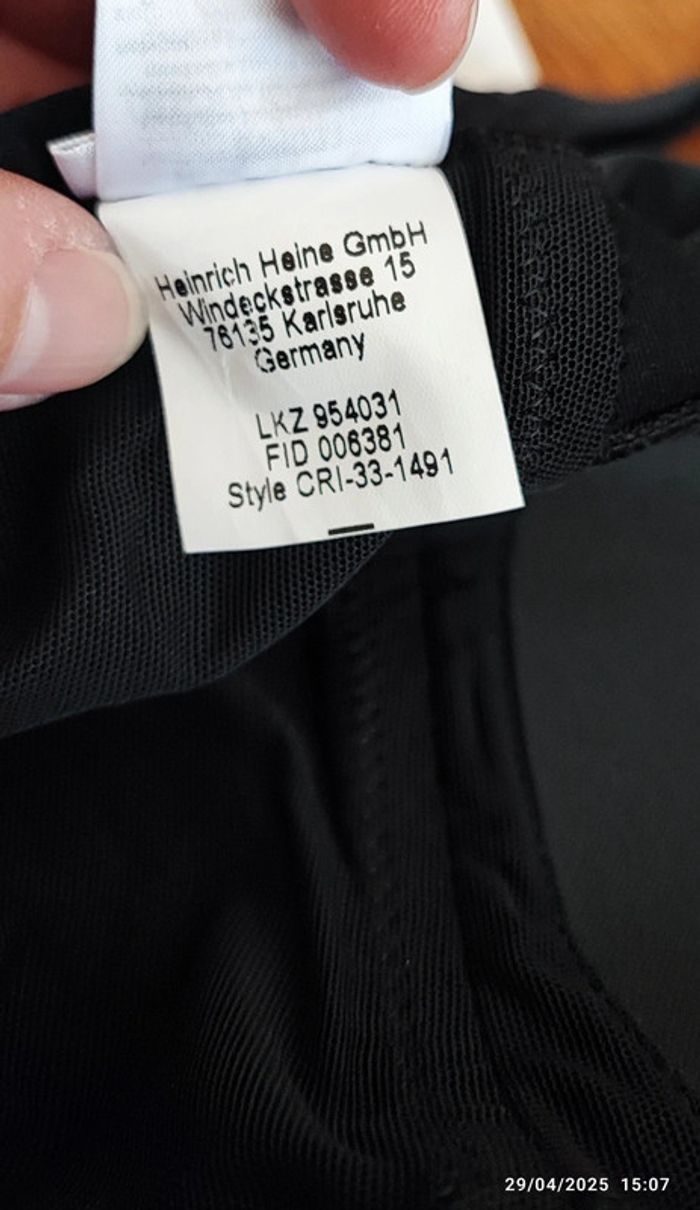 Heinrich Heine GmbH
Windeckstrasse 15
76135 Karlsruhe
Germany
LKZ 954031
FID 006381
Style CRI-33-1491
29/04/2025 15:07